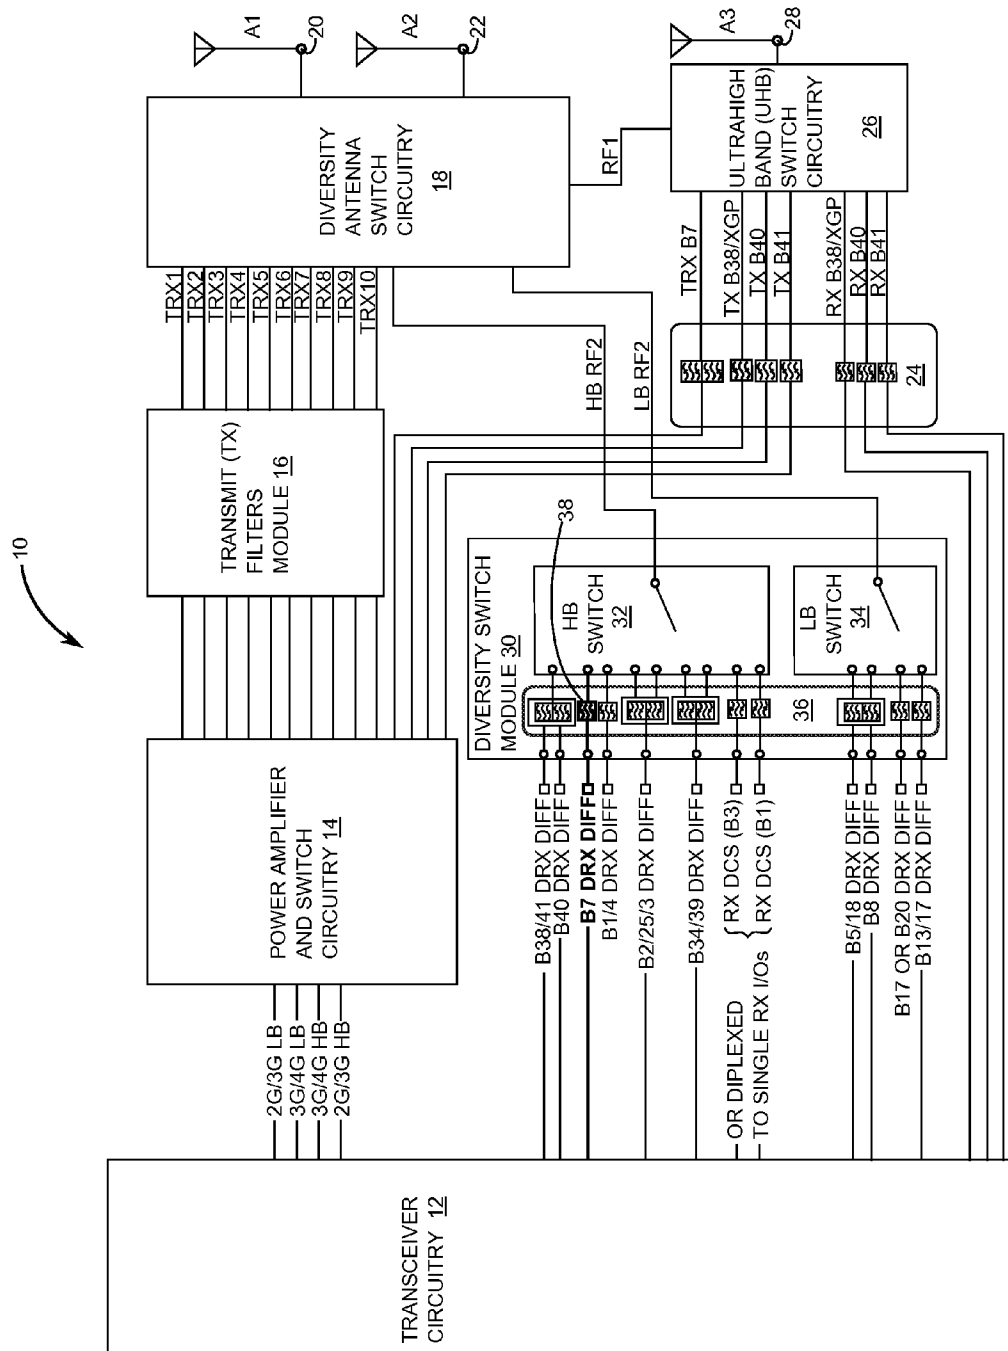 10
TRANSCEIVER
CIRCUITRY 12
2G/3G LB
3G/4G LB
3G/4G HB
2G/3G HB
POWER AMPLIFIER
AND SWITCH
CIRCUITRY 14
TRANSMIT (TX)
FILTERS
MODULE 16
TRX1
TRX2
TRX3
TRX4
TRX5
TRX6
TRX7
TRX8
TRX9
TRX10
DIVERSITY
ANTENNA
SWITCH
CIRCUITRY
18
A1
20
A2
22
HB RF2
LB RF2
RF1
A3
28
ULTRAHIGH
BAND (UHB)
SWITCH
CIRCUITRY
26
TRX B7
TX B38/XGP
TX B40
TX B41
RX B38/XGP
RX B40
RX B41
24
DIVERSITY SWITCH
MODULE 30
38
HB
SWITCH
32
LB
SWITCH
34
36
B38/41 DRX DIFF
B40 DRX DIFF
B7 DRX DIFF
B1/4 DRX DIFF
B2/25/3 DRX DIFF
B34/39 DRX DIFF
OR DIPLEXED
TO SINGLE RX I/Os
RX DCS (B3)
RX DCS (B1)
B5/18 DRX DIFF
B8 DRX DIFF
B17 OR B20 DRX DIFF
B13/17 DRX DIFF